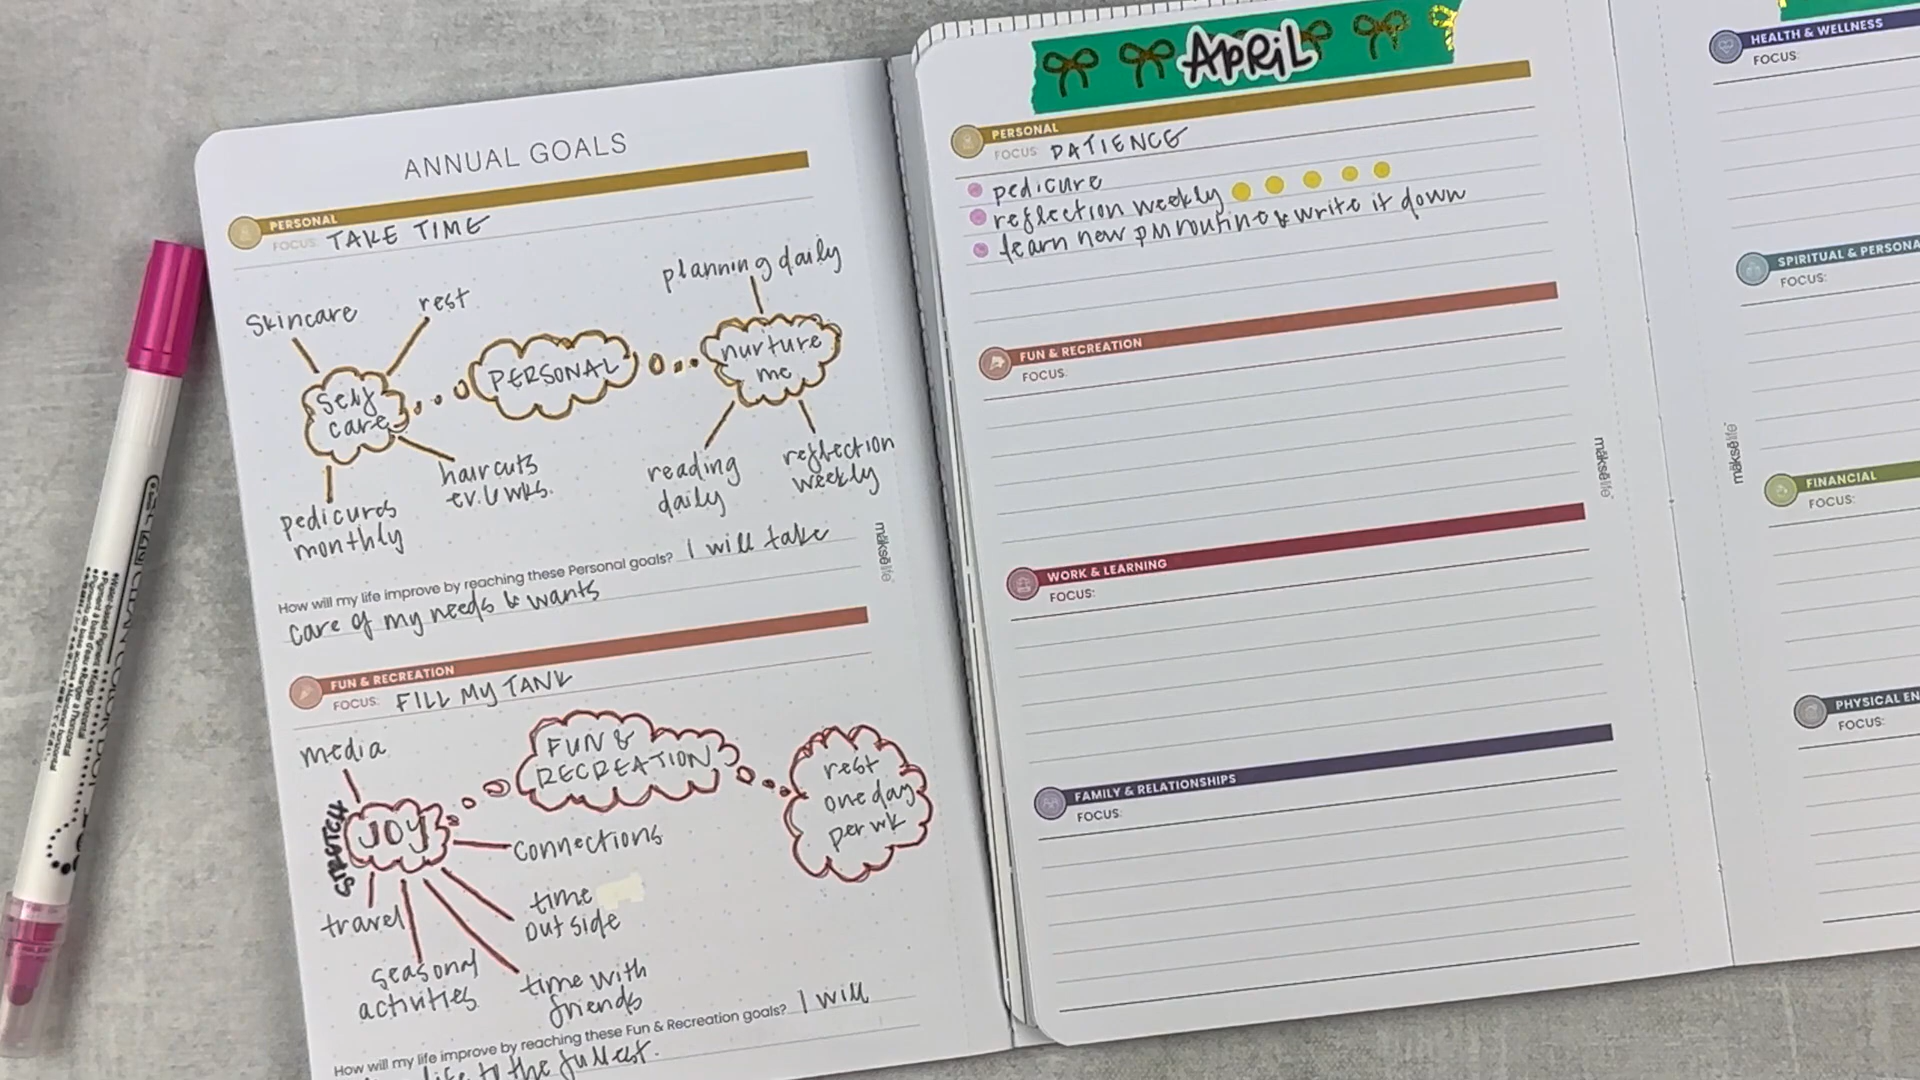 ANNUAL GOALS
PERSONAL
FOCUS: TAKE TIME
Skincare
rest
planning daily
self
care
PERSONAL
nurture
me
pedicures
monthly
haircuts
ev. 6 wks.
reading
daily
reflection
weekly
How will my life improve by reaching these Personal goals? I will take
care of my needs & wants
mäksēlife
FUN & RECREATION
FOCUS: FILL MY TANK
media
STRETCH
JOY
FUN &
RECREATION
rest
one day
per wk
connections
time
outside
travel
seasonal
activities
time with
friends
How will my life improve by reaching these Fun & Recreation goals? I will
life to the fullest.
APRIL
PERSONAL
FOCUS: PATIENCE
pedicure
reflection weekly
learn new pm routine & write it down
FUN & RECREATION
FOCUS:
WORK & LEARNING
FOCUS:
FAMILY & RELATIONSHIPS
FOCUS:
mäksēlife
mäksēlife
HEALTH & WELLNESS
FOCUS:
SPIRITUAL & PERSONA
FOCUS:
FINANCIAL
FOCUS:
PHYSICAL EN
FOCUS: